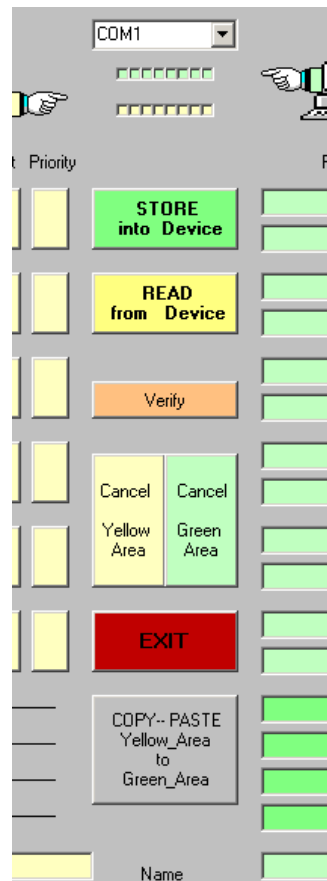 COM1
t Priority
STORE
into Device
READ
from Device
Verify
Cancel
Yellow
Area
Cancel
Green
Area
EXIT
COPY-- PASTE
Yellow_Area
to
Green_Area
Name